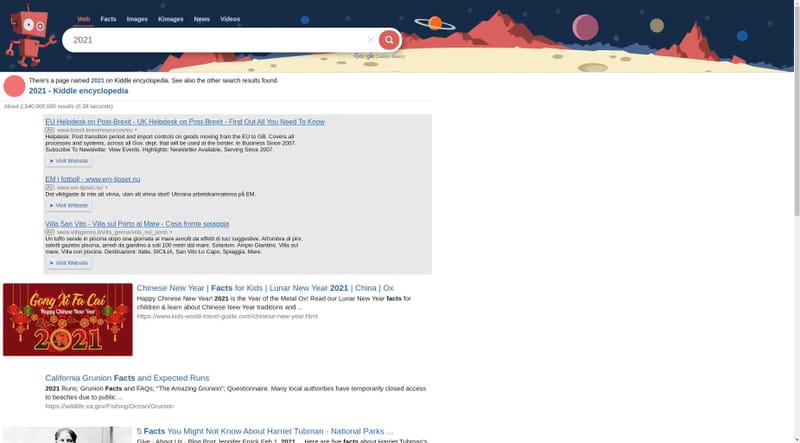 Web Facts Images Kimages News Videos
2021
Google Custom Search
There's a page named 2021 on Kiddle encyclopedia. See also the other search results found.
2021 - Kiddle encyclopedia
About 2,540,000,000 results (0.28 seconds)
EU Helpdesk on Post-Brexit - UK Helpdesk on Post-Brexit - Find Out All You Need To Know
Ad www.brexit.team/resources/eu
Helpdesk: Post transition period and import controls on goods moving from the EU to GB. Covers all
processes and systems, across all Gov. dept. that will be used at the border. In Business Since 2007.
Subscribe To Newsletter. View Events. Highlights: Newsletter Available, Serving Since 2007.
➤ Visit Website
EM i fotboll - www.em-tipset.nu
Ad www.em-tipset.nu/
Det viktigaste är inte att vinna, utan att vinna stort! Utmana arbetskamraterna på EM.
➤ Visit Website
Villa San Vito - Villa sul Porto al Mare - Casa fronte spiaggia
Ad www.villagenna.it/villa_genna/villa_sul_porto
Un tuffo sende in piscina dopo una giornata al mare avvolti da effetti di luci suggestive. All'ombra di pini,
salotti gazebo piscina, arredi da giardino a soli 100 metri dal mare. Solarium. Ampio Giardino. Villa sul
mare. Villa con piscina. Destinazioni: Italia, SICILIA, San Vito Lo Capo, Spiaggia, Mare.
➤ Visit Website
Gong Xi Fa Cai
Happy Chinese New Year
2021
Chinese New Year | Facts for Kids | Lunar New Year 2021 | China | Ox
Happy Chinese New Year! 2021 is the Year of the Metal Ox! Read our Lunar New Year facts for
children & learn about Chinese New Year traditions and ...
https://www.kids-world-travel-guide.com/chinese-new-year.html
California Grunion Facts and Expected Runs
2021 Runs; Grunion Facts and FAQs; "The Amazing Grunion"; Questionnaire. Many local authorities have temporarily closed access
to beaches due to public ...
https://wildlife.ca.gov/Fishing/Ocean/Grunion
5 Facts You Might Not Know About Harriet Tubman - National Parks ...
Give · About Us · Blog Post Jennifer Errick Feb 1, 2021 ... Here are five facts about Harriet Tubman's